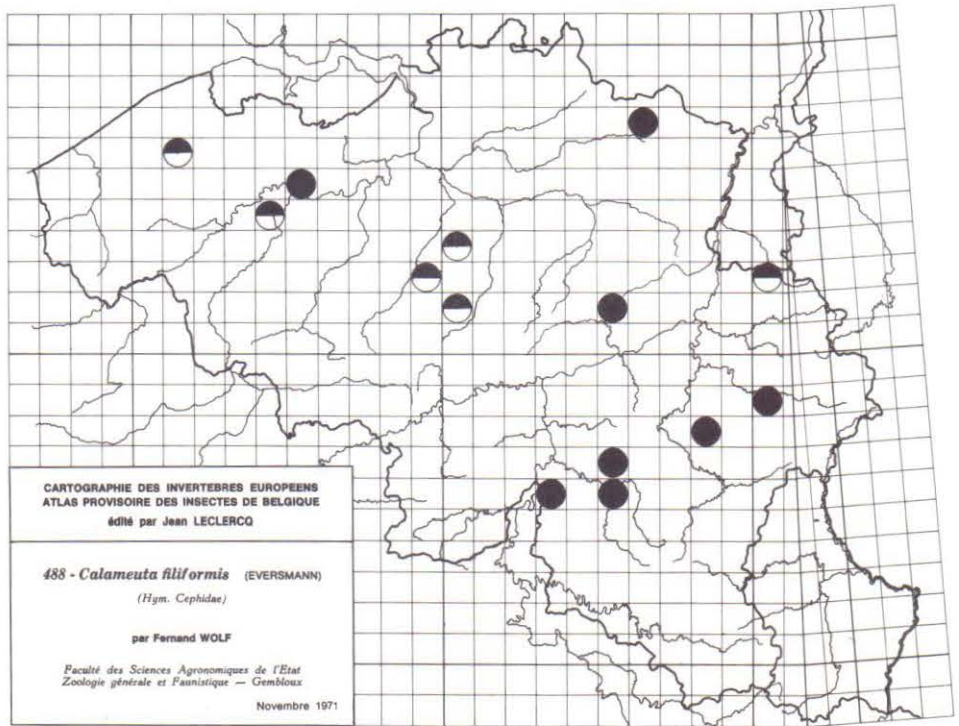 CARTOGRAPHIE DES INVERTEBRES EUROPEENS
ATLAS PROVISOIRE DES INSECTES DE BELGIQUE
édité par Jean LECLERCQ
488 - Calameuta filiformis (EVERSMANN)
(Hym. Cephidae)
par Fernand WOLF
Faculté des Sciences Agronomiques de l'Etat
Zoologie générale et Faunistique — Gembloux
Novembre 1971